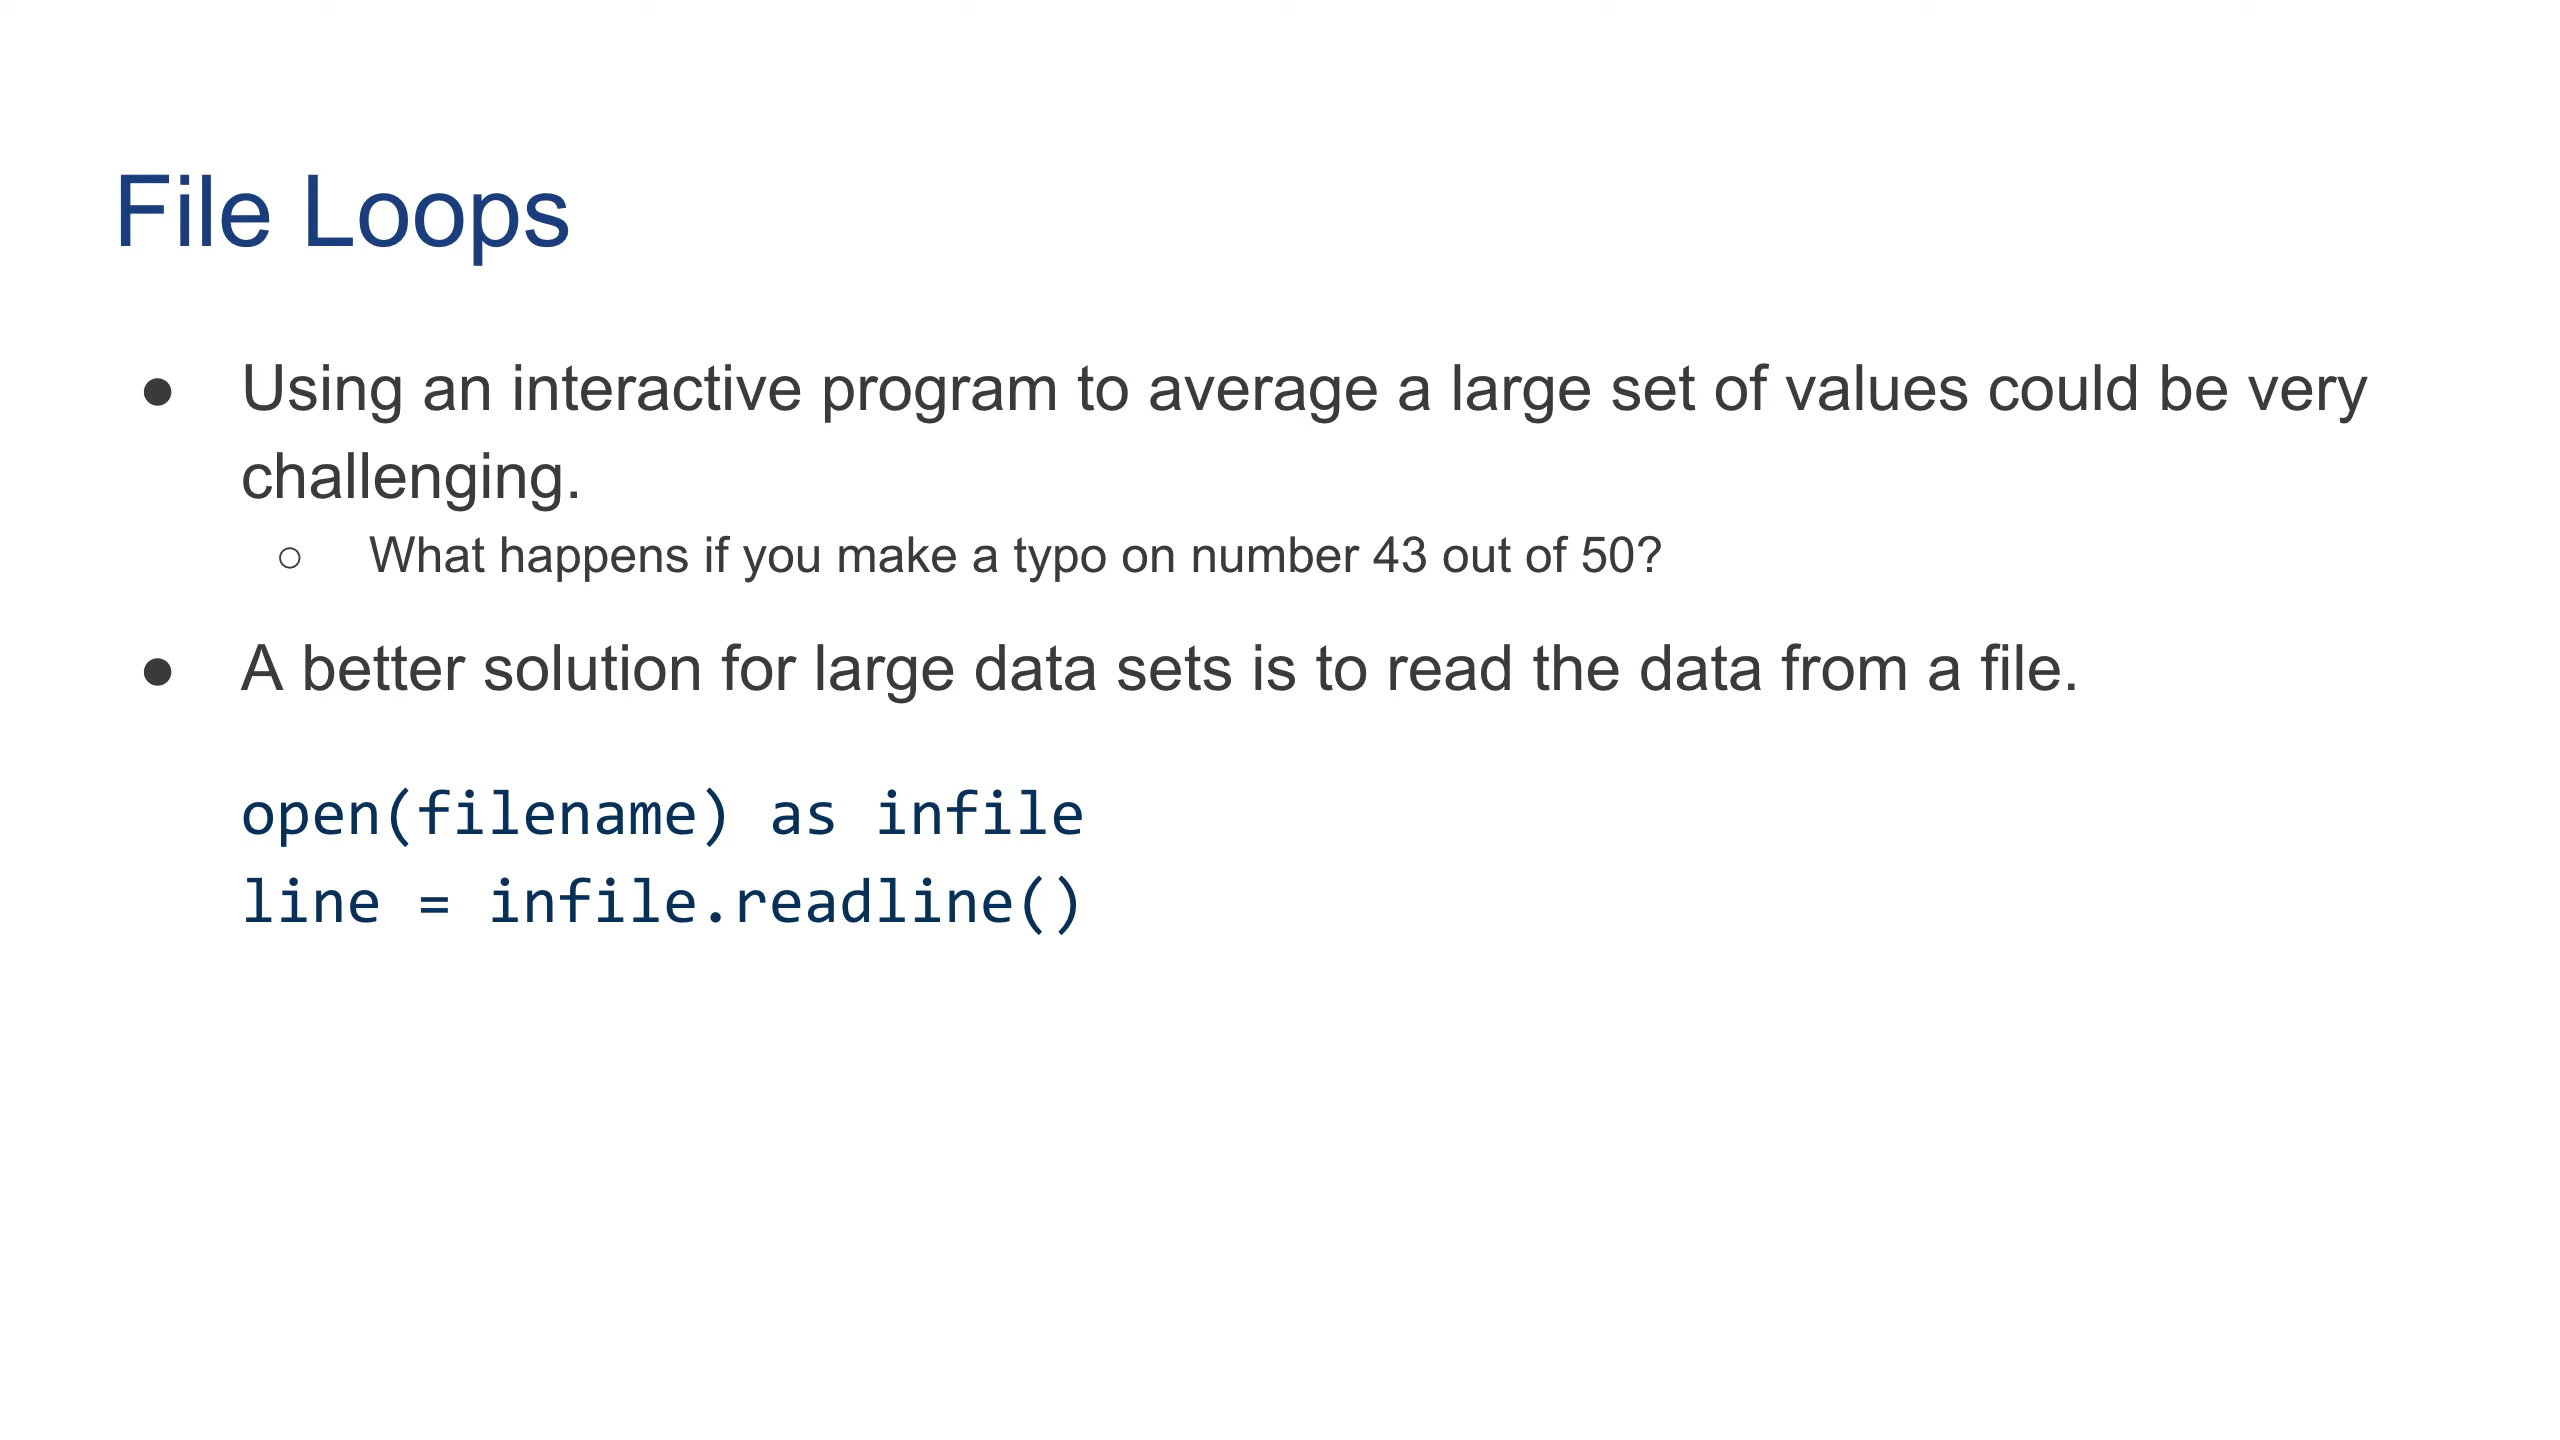 File Loops
● Using an interactive program to average a large set of values could be very
challenging.
○ What happens if you make a typo on number 43 out of 50?
● A better solution for large data sets is to read the data from a file.
open(filename) as infile
line = infile.readline()